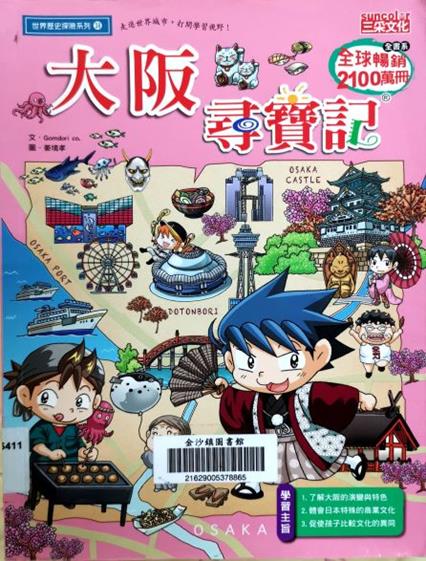 世界歷史探險系列 31
走進世界城市，打開學習視野！
suncolor
三采文化
全書系
全球暢銷
2100萬冊
大阪
尋寶記®
文・Gomdori co.
圖・姜境孝
OSAKA
CASTLE
OSAKA PORT
DOTONBORI
5411
金沙鎮圖書館
21629005378865
OSAKA
學習主旨
1.了解大阪的演變與特色
2.體會日本特殊的商業文化
3.促使孩子比較文化的異同